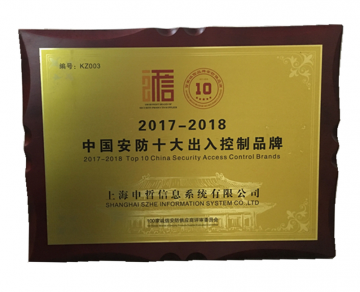 编号：KZ003
信
10
2017-2018
中国安防十大出入控制品牌
2017-2018 Top 10 China Security Access Control Brands
上海申哲信息系统有限公司
SHANGHAI SZHE INFORMATION SYSTEM CO.,LTD